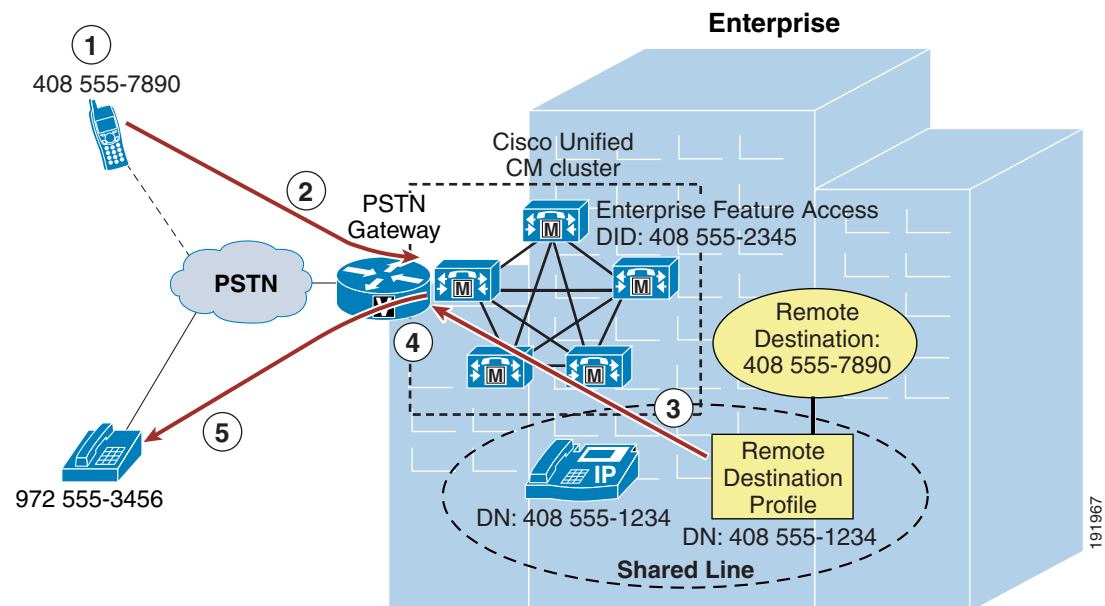 Enterprise
1
408 555-7890
Cisco Unified
CM cluster
2
PSTN
Gateway
Enterprise Feature Access
DID: 408 555-2345
M
M
M
PSTN
V
Remote
Destination:
408 555-7890
4
M
M
3
5
IP
Remote
Destination
Profile
972 555-3456
DN: 408 555-1234
DN: 408 555-1234
Shared Line
191967